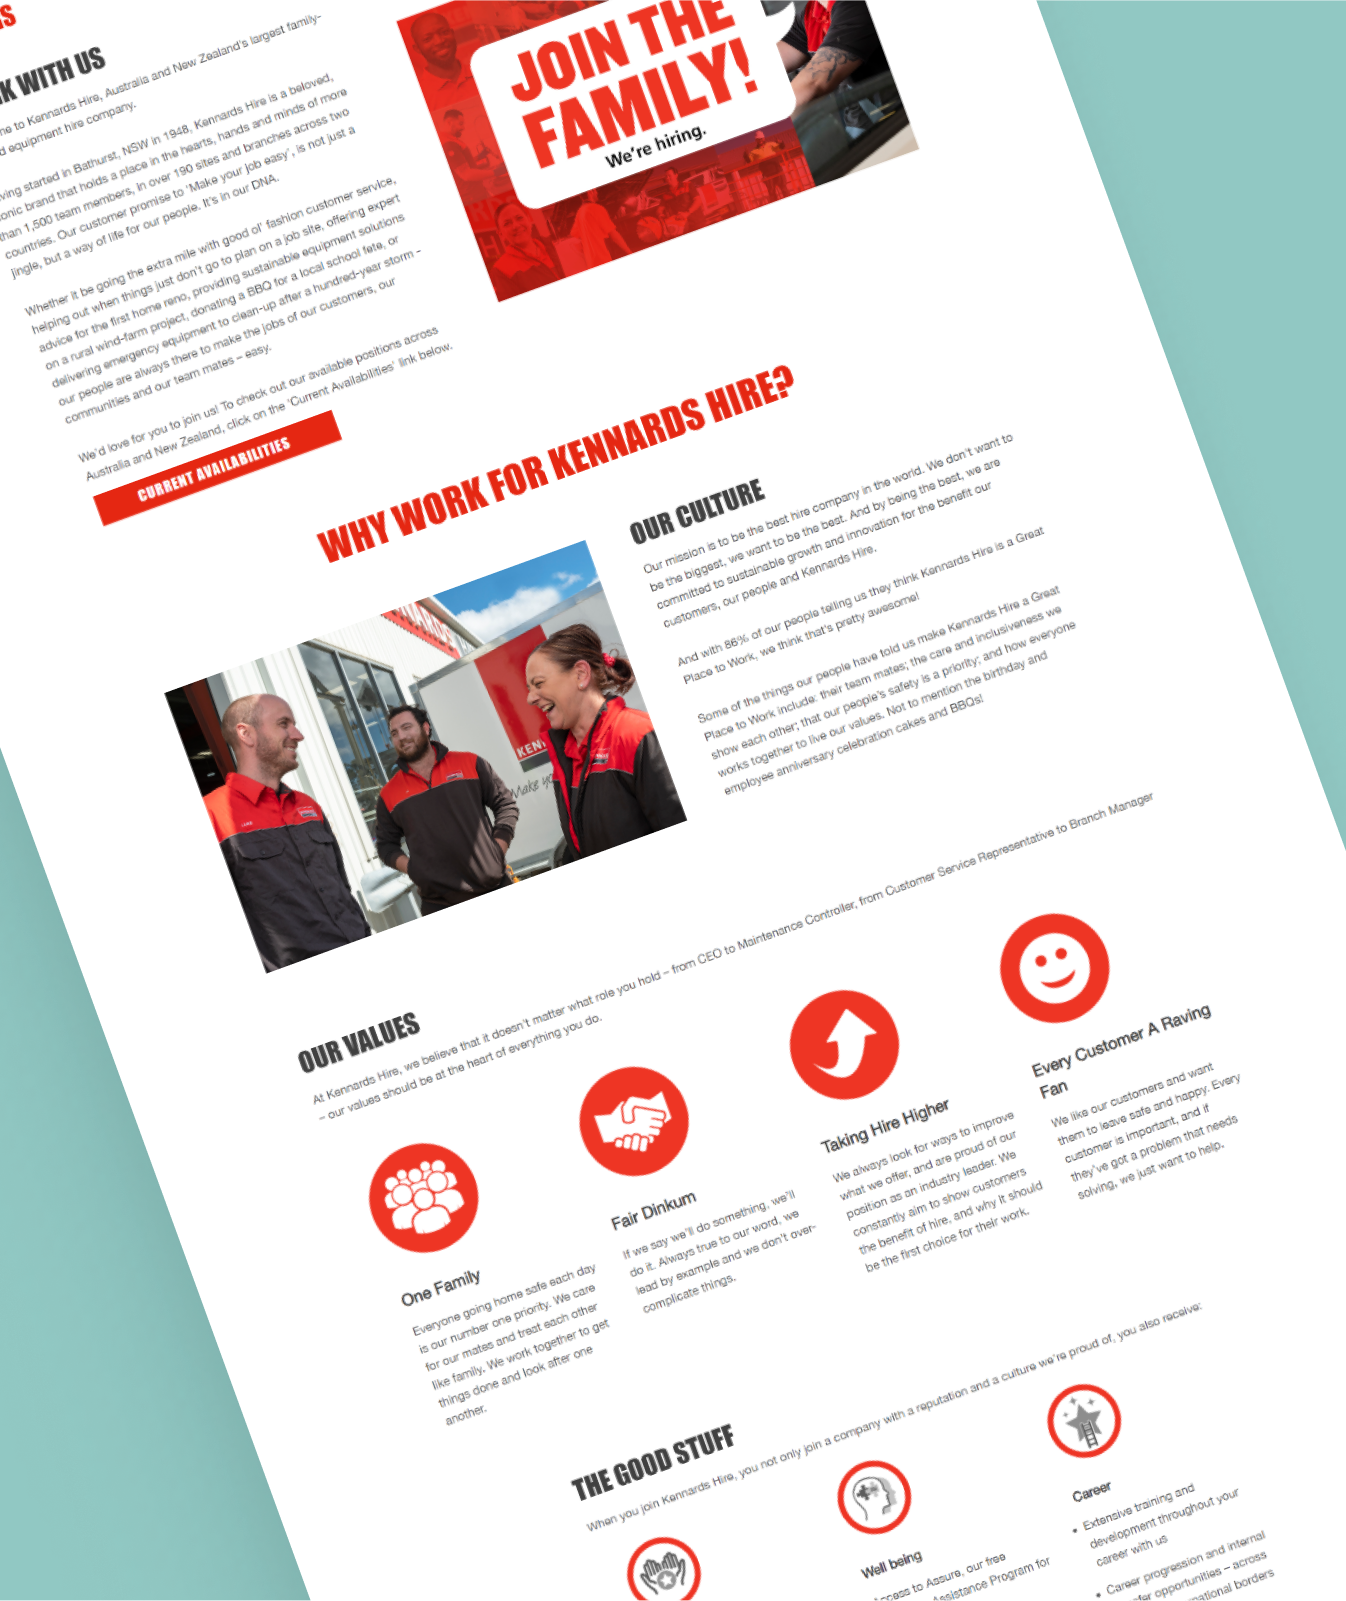 WITH US
to Kennards Hire, Australia and New Zealand's largest family-
equipment hire company.
started in Bathurst, NSW in 1948, Kennards Hire is a beloved,
brand that holds a place in the hearts, hands and minds of more
than 1,500 team members, in over 190 sites and branches across two
countries. Our customer promise to 'Make your job easy', is not just a
jingle, but a way of life for our people. It's in our DNA.
Whether it be going the extra mile with good ol' fashion customer service,
helping out when things just don't go to plan on a job site, offering expert
advice for the first home reno, providing sustainable equipment solutions
on a rural wind-farm project, donating a BBQ for a local school fete, or
delivering emergency equipment to clean-up after a hundred-year storm –
our people are always there to make the jobs of our customers, our
communities and our team mates – easy.
We'd love for you to join us! To check out our available positions across
Australia and New Zealand, click on the 'Current Availabilities' link below.
CURRENT AVAILABILITIES
JOIN THE
FAMILY!
We're hiring.
WHY WORK FOR KENNARDS HIRE?
OUR CULTURE
Our mission is to be the best hire company in the world. We don't want to
be the biggest, we want to be the best. And by being the best, we are
committed to sustainable growth and innovation for the benefit our
customers, our people and Kennards Hire.
And with 86% of our people telling us they think Kennards Hire is a Great
Place to Work, we think that's pretty awesome!
Some of the things our people have told us make Kennards Hire a Great
Place to Work include: their team mates; the care and inclusiveness we
show each other; that our people's safety is a priority; and how everyone
works together to live our values. Not to mention the birthday and
employee anniversary celebration cakes and BBQs!
KEN
Make yo
OUR VALUES
At Kennards Hire, we believe that it doesn't matter what role you hold – from CEO to Maintenance Controller, from Customer Service Representative to Branch Manager
– our values should be at the heart of everything you do.
One Family
Everyone going home safe each day
is our number one priority. We care
for our mates and treat each other
like family. We work together to get
things done and look after one
another.
Fair Dinkum
If we say we'll do something, we'll
do it. Always true to our word, we
lead by example and we don't over-
complicate things.
Taking Hire Higher
We always look for ways to improve
what we offer, and are proud of our
position as an industry leader. We
constantly aim to show customers
the benefit of hire, and why it should
be the first choice for their work.
Every Customer A Raving
Fan
We like our customers and want
them to leave safe and happy. Every
customer is important, and if
they've got a problem that needs
solving, we just want to help.
THE GOOD STUFF
When you join Kennards Hire, you not only join a company with a reputation and a culture we're proud of, you also receive:
Well being
Access to Assure, our free
Assistance Program for
Career
• Extensive training and
development throughout your
career with us
• Career progression and internal
opportunities – across
borders